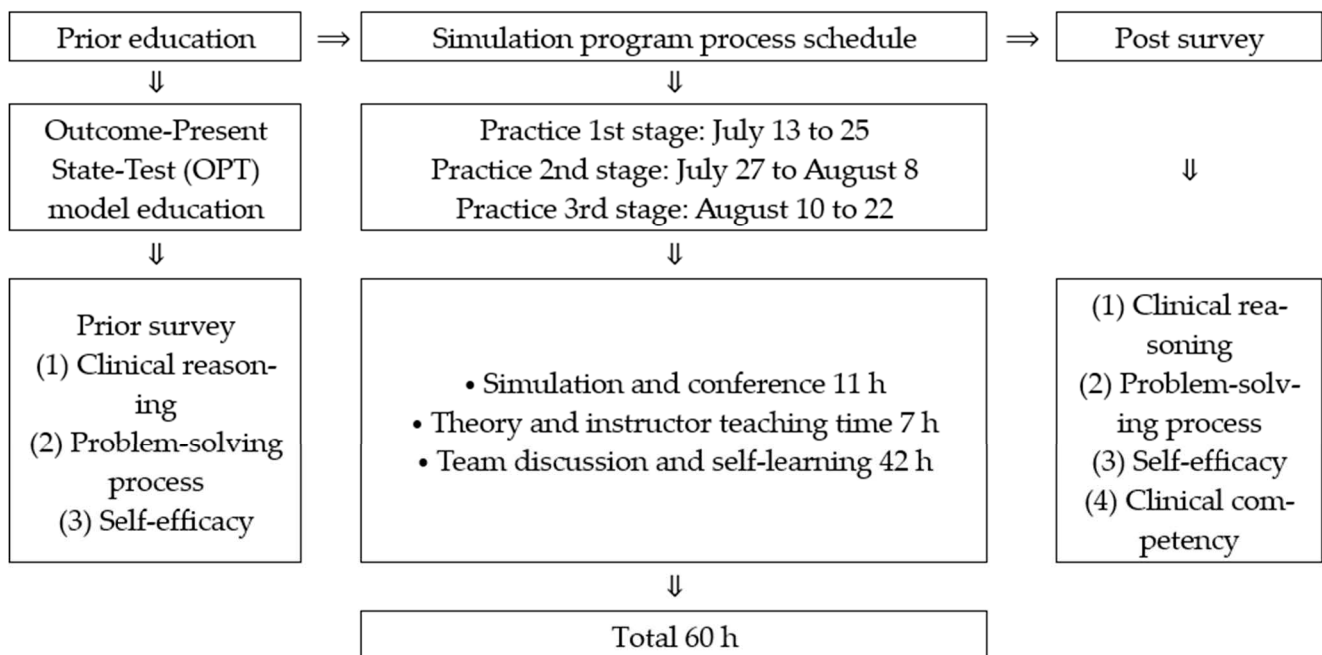 Prior education
⇒
Simulation program process schedule
⇒
Post survey
⇓
⇓
Outcome-Present
State-Test (OPT)
model education
Practice 1st stage: July 13 to 25
Practice 2nd stage: July 27 to August 8
Practice 3rd stage: August 10 to 22
⇓
⇓
⇓
Prior survey
(1) Clinical reason-
ing
(2) Problem-solving
process
(3) Self-efficacy
• Simulation and conference 11 h
• Theory and instructor teaching time 7 h
• Team discussion and self-learning 42 h
(1) Clinical rea-
soning
(2) Problem-solv-
ing process
(3) Self-efficacy
(4) Clinical com-
petency
⇓
Total 60 h